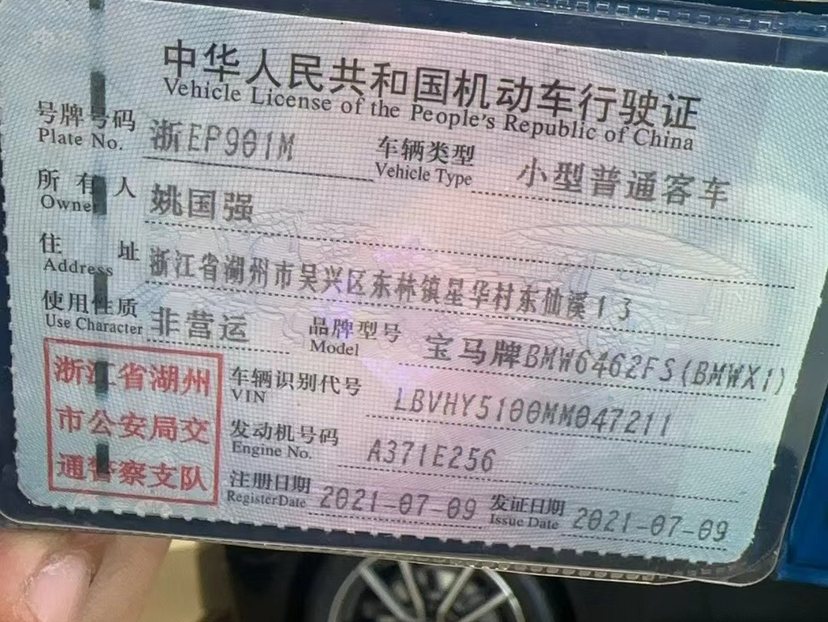 中华人民共和国机动车行驶证
Vehicle License of the People's Republic of China
号牌号码 浙EP901M 车辆类型 小型普通客车
Plate No. Vehicle Type
所有人 姚国强
Owner
住址 浙江省湖州市吴兴区东林镇星华村东仙溪13
Address
使用性质 非营运 品牌型号 宝马牌BMW6462FS(BMWX1)
Use Character Model
浙江省湖州 车辆识别代号 LBVHY5100MM047211
VIN
市公安局交 发动机号码 A371E256
Engine No.
通警察支队 注册日期 2021-07-09 发证日期 2021-07-09
Register Date Issue Date